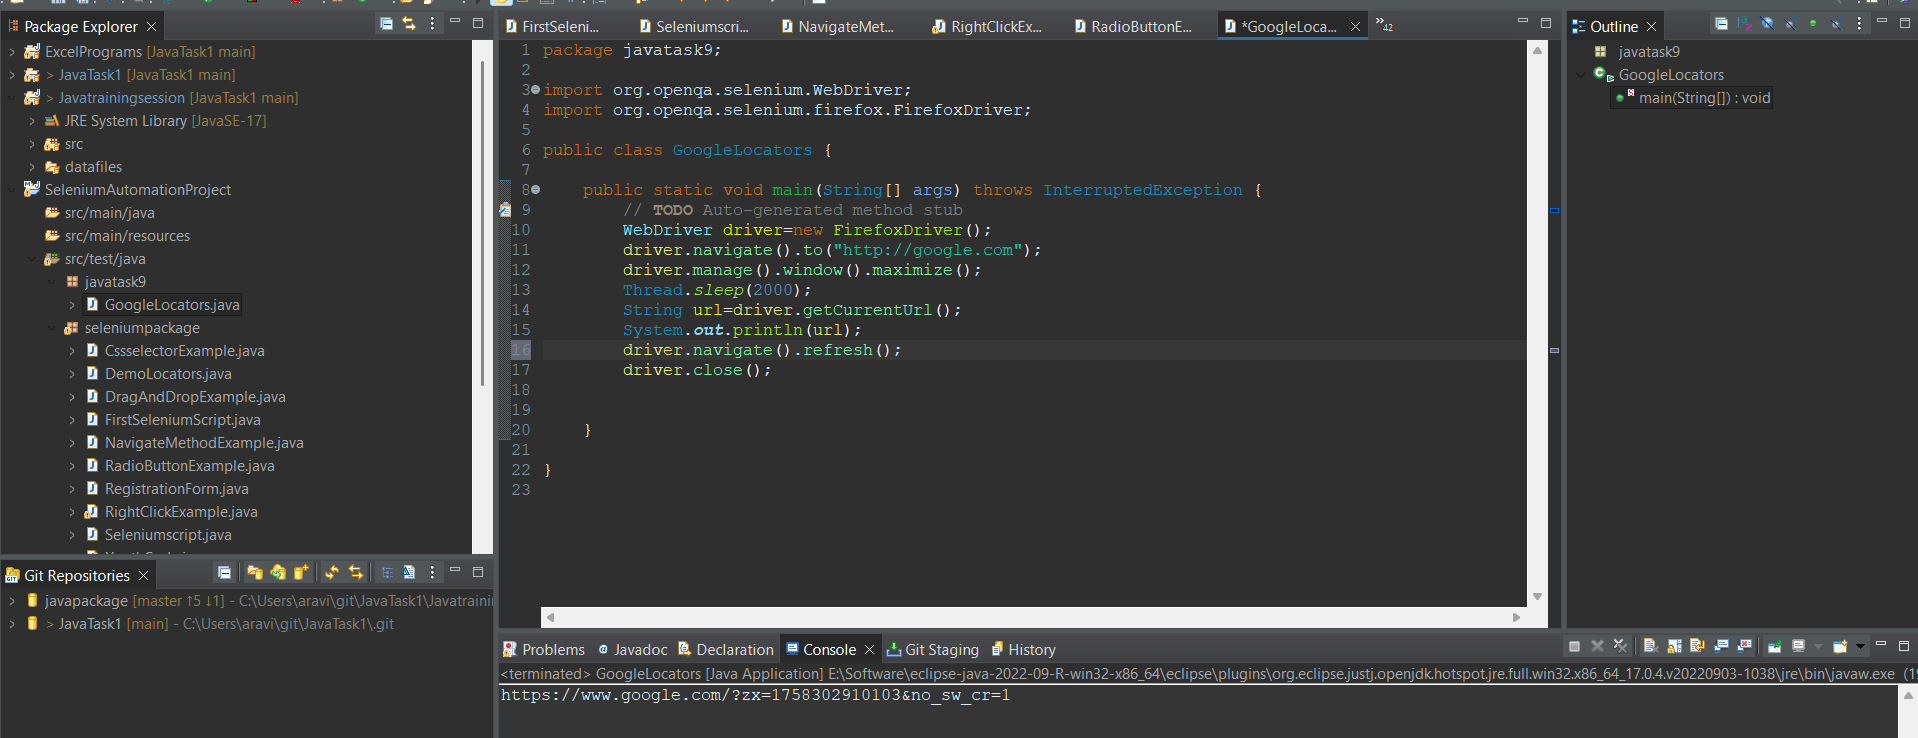 Package Explorer
ExcelPrograms [JavaTask1 main]
> JavaTask1 [JavaTask1 main]
> Javatrainingsession [JavaTask1 main]
JRE System Library [JavaSE-17]
src
datafiles
SeleniumAutomationProject
src/main/java
src/main/resources
src/test/java
javatask9
GoogleLocators.java
seleniumpackage
CssselectorExample.java
DemoLocators.java
DragAndDropExample.java
FirstSeleniumScript.java
NavigateMethodExample.java
RadioButtonExample.java
RegistrationForm.java
RightClickExample.java
Seleniumscript.java
Git Repositories
javapackage [master ↑5 ↓1] - C:\Users\aravi\git\JavaTask1\Javatraini
> JavaTask1 [main] - C:\Users\aravi\git\JavaTask1\.git
FirstSeleni... Seleniumscri... NavigateMet... RightClickEx... RadioButtonE... *GoogleLoca... »42
1 package javatask9;
2
3 import org.openqa.selenium.WebDriver;
4 import org.openqa.selenium.firefox.FirefoxDriver;
5
6 public class GoogleLocators {
7
8 public static void main(String[] args) throws InterruptedException {
9 // TODO Auto-generated method stub
10 WebDriver driver=new FirefoxDriver();
11 driver.navigate().to("http://google.com");
12 driver.manage().window().maximize();
13 Thread.sleep(2000);
14 String url=driver.getCurrentUrl();
15 System.out.println(url);
16 driver.navigate().refresh();
17 driver.close();
18
19
20 }
21
22 }
23
Outline
javatask9
GoogleLocators
main(String[]) : void
Problems Javadoc Declaration Console Git Staging History
<terminated> GoogleLocators [Java Application] E:\Software\eclipse-java-2022-09-R-win32-x86_64\eclipse\plugins\org.eclipse.justj.openjdk.hotspot.jre.full.win32.x86_64_17.0.4.v20220903-1038\jre\bin\javaw.exe (19
https://www.google.com/?zx=1758302910103&no_sw_cr=1